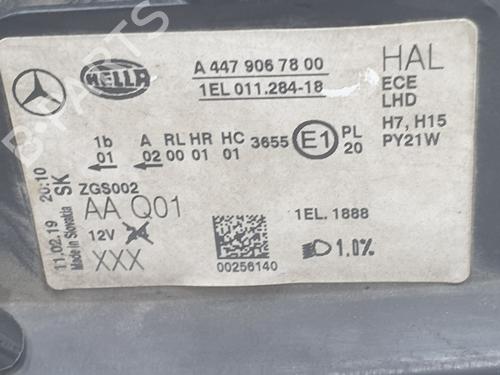 HELLA
A 447 906 78 00
1EL 011.284-18
HAL
ECE
LHD
H7, H15
PY21W
1b A RL HR HC
01 02 00 01 01 3655 E1 PL 20
ZGS002
AA Q01
12V
XXX
00256140
1EL. 1888
1.0%
11.02.19 20:10
Made in Slovakia SK
B-PARTS